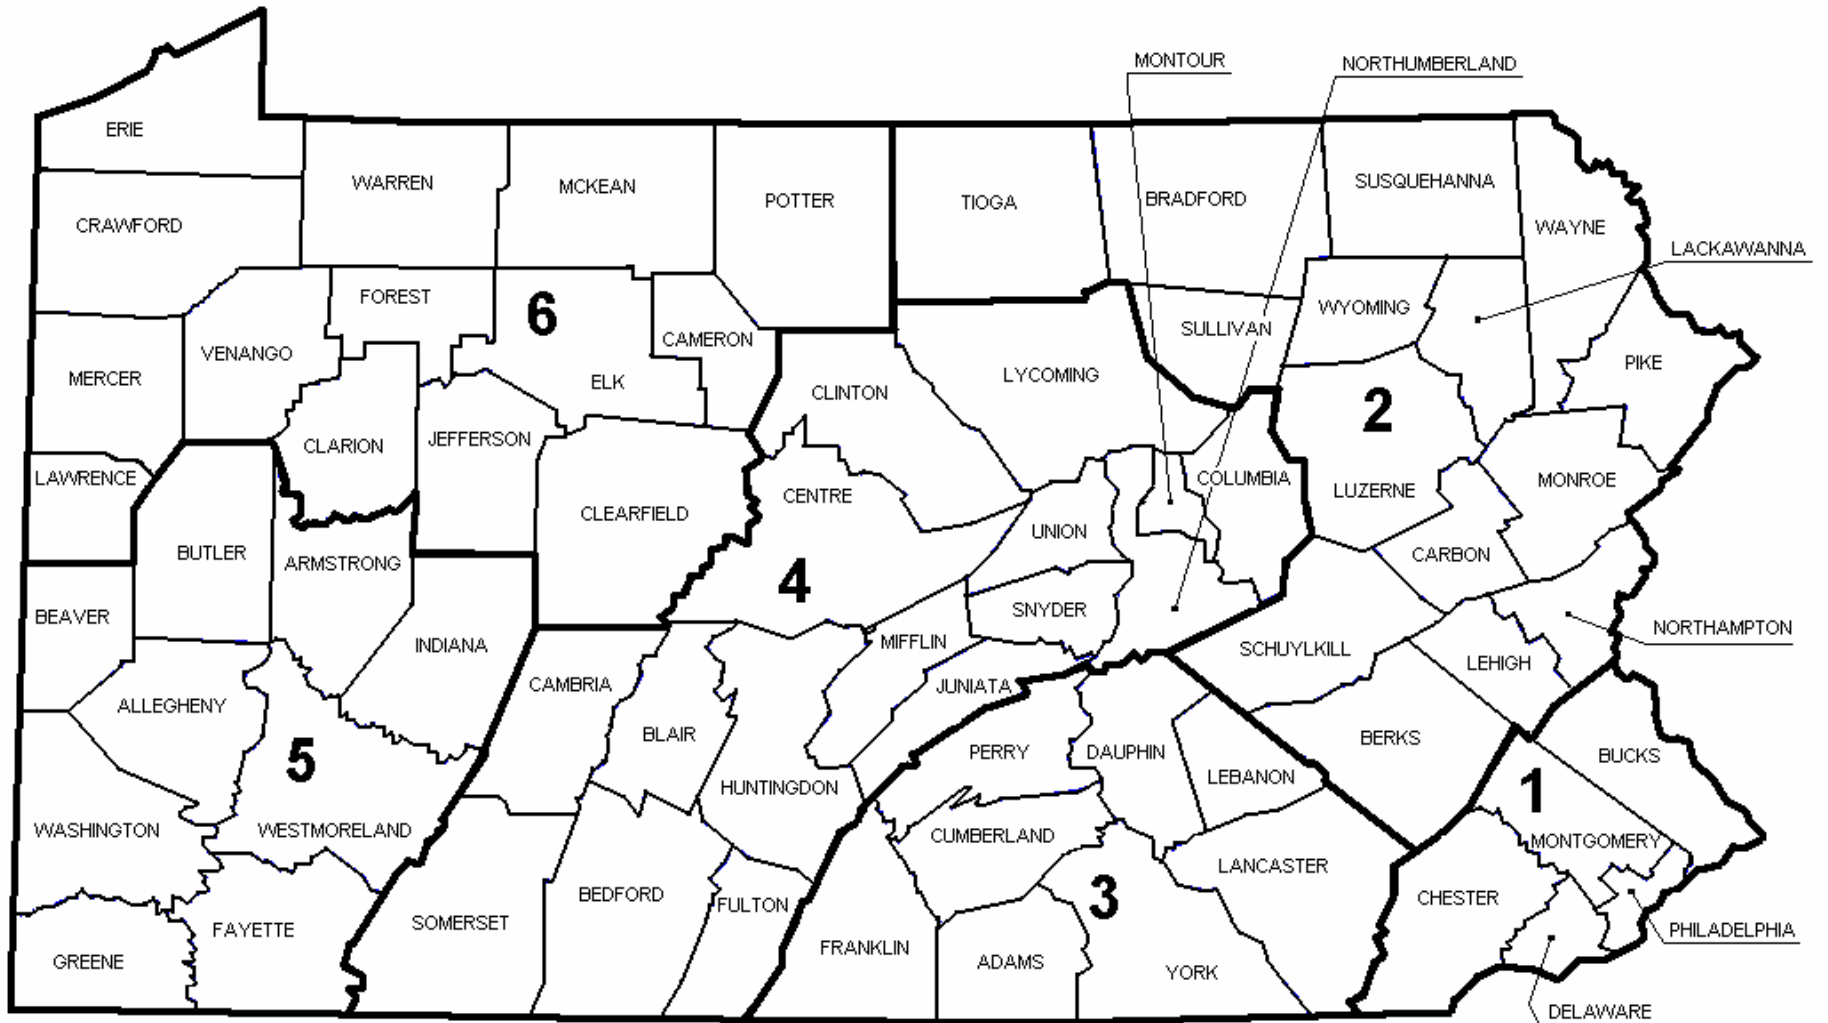 MONTOUR
NORTHUMBERLAND
ERIE
WARREN
MCKEAN
POTTER
TIOGA
BRADFORD
SUSQUEHANNA
CRAWFORD
WAYNE
LACKAWANNA
FOREST
6
CAMERON
WYOMING
SULLIVAN
VENANGO
MERCER
ELK
CLINTON
LYCOMING
PIKE
2
CLARION
JEFFERSON
LAWRENCE
CENTRE
COLUMBIA
LUZERNE
MONROE
CLEARFIELD
UNION
BUTLER
ARMSTRONG
CARBON
4
BEAVER
SNYDER
INDIANA
MIFFLIN
SCHUYLKILL
NORTHAMPTON
LEHIGH
CAMBRIA
JUNIATA
ALLEGHENY
BLAIR
PERRY
DAUPHIN
BERKS
BUCKS
5
HUNTINGDON
LEBANON
1
WASHINGTON
WESTMORELAND
CUMBERLAND
MONTGOMERY
LANCASTER
BEDFORD
FULTON
3
CHESTER
SOMERSET
FAYETTE
PHILADELPHIA
FRANKLIN
GREENE
ADAMS
YORK
DELAWARE